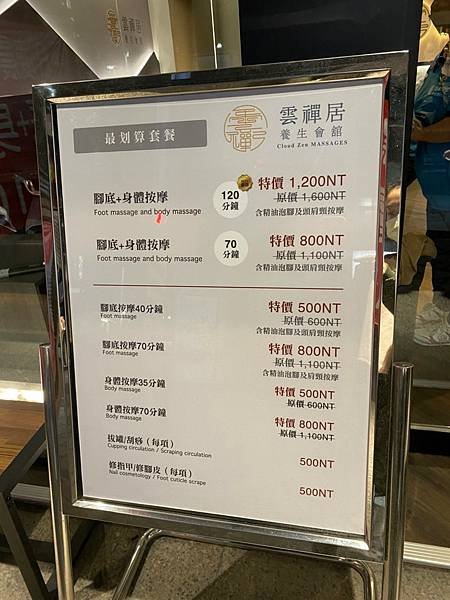 雲禪居
養生會館
Cloud Zen MASSAGES
最划算套餐
腳底+身體按摩
Foot massage and body massage
120
分鐘
特價 1,200NT
原價 1,600NT
含精油泡腳及頭肩頸按摩
腳底+身體按摩
Foot massage and body massage
70
分鐘
特價 800NT
原價 1,100NT
含精油泡腳及頭肩頸按摩
腳底按摩40分鐘
Foot massage
特價 500NT
原價 600NT
含精油泡腳及頭肩頸按摩
腳底按摩70分鐘
Foot massage
特價 800NT
原價 1,100NT
含精油泡腳及肩頸按摩
身體按摩35分鐘
Body massage
特價 500NT
原價 600NT
身體按摩70分鐘
Body massage
特價 800NT
原價 1,100NT
拔罐/刮痧（每項）
Cupping circulation / Scraping circulation
500NT
修指甲/修腳皮（每項）
Nail cosmetology / Foot cuticle scrape
500NT